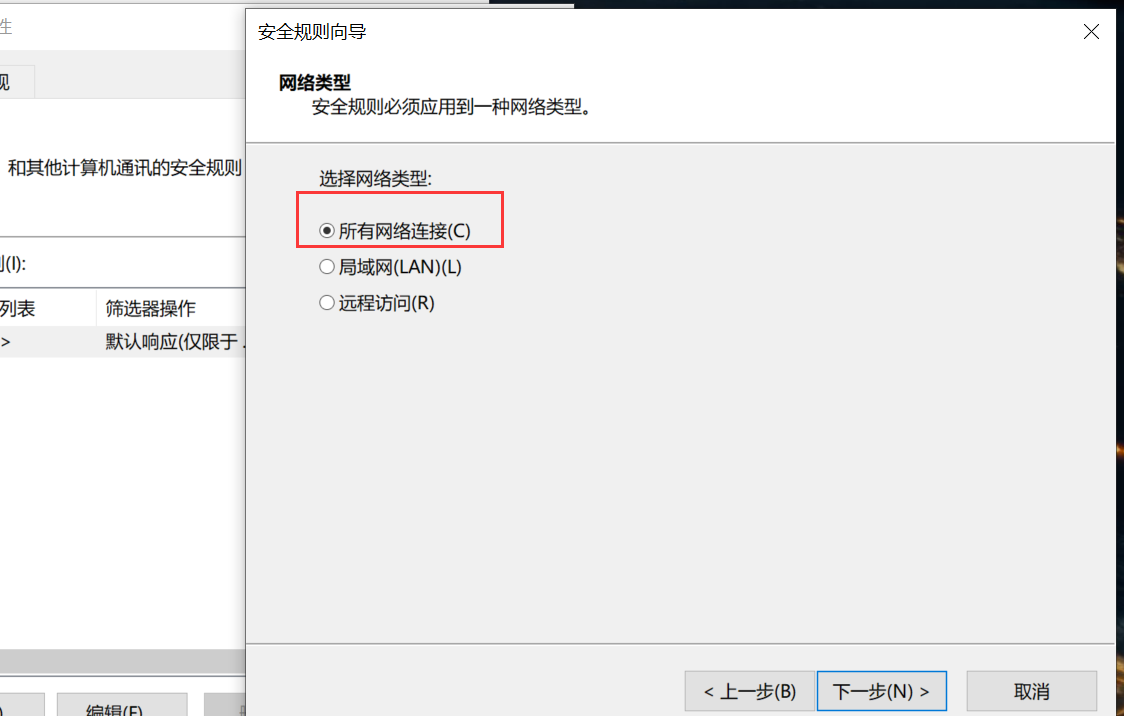 性
安全规则向导
网络类型
安全规则必须应用到一种网络类型。
规
和其他计算机通讯的安全规则
选择网络类型:
所有网络连接(C)
则(I):
局域网(LAN)(L)
列表
筛选器操作
远程访问(R)
>
默认响应(仅限于 .
< 上一步(B)
下一步(N) >
取消
编辑(E)